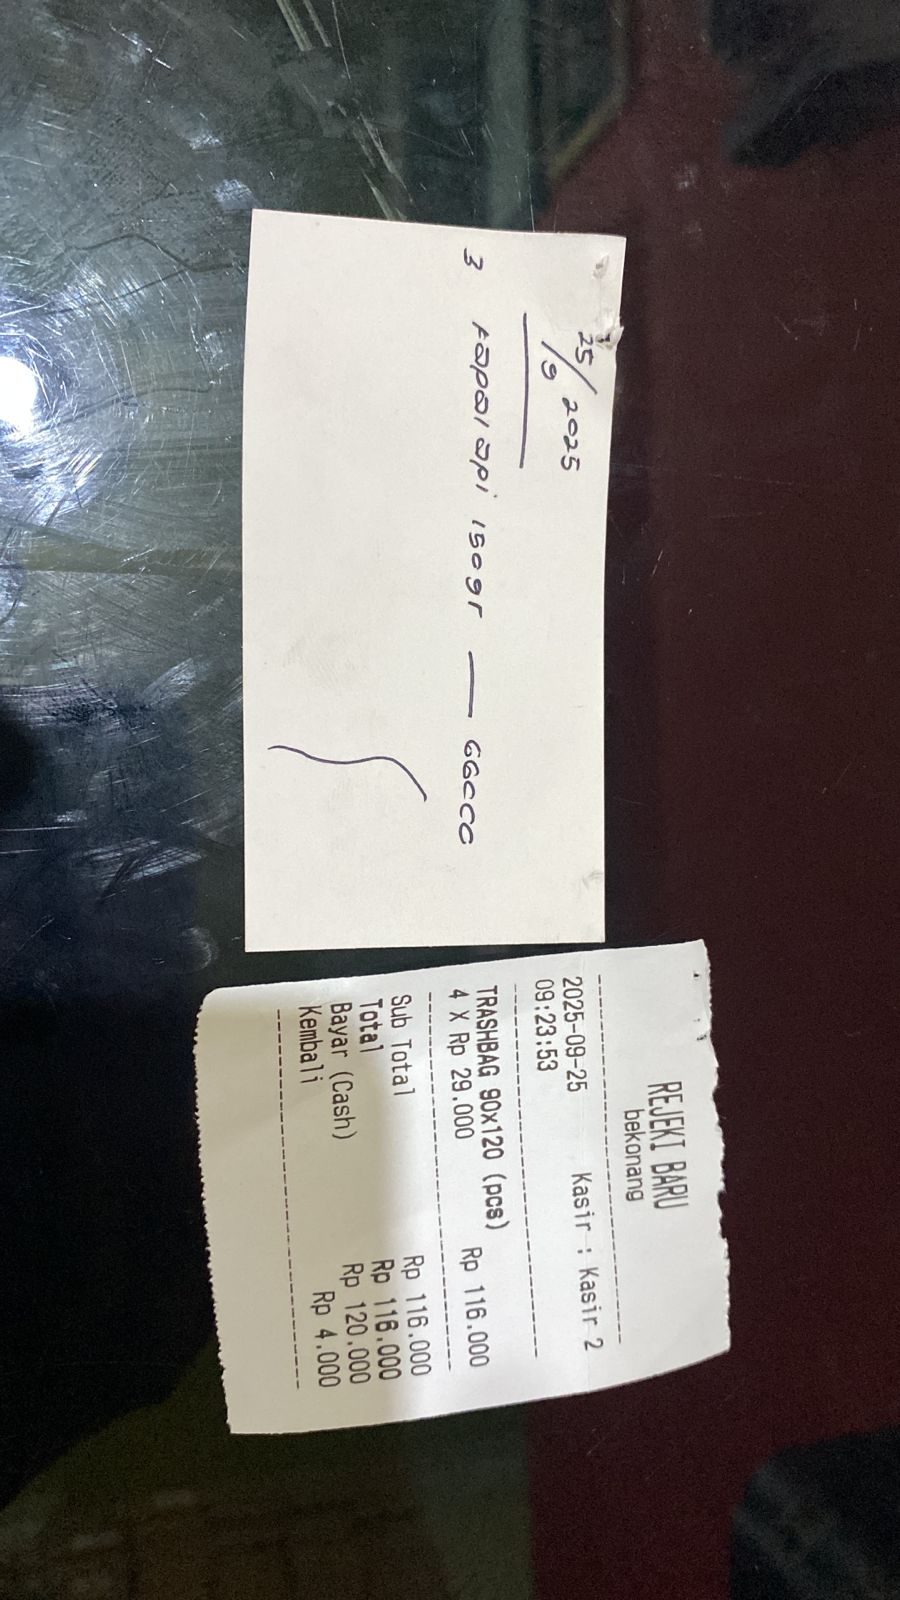 25/9/2025
3 kapal api 150gr — 66000
REJEKI BARU
bekonang
2025-09-25 Kasir : Kasir 2
09:23:53
TRASHBAG 90x120 (pcs)
4 X Rp 29.000 Rp 116.000
Sub Total Rp 116.000
Total Rp 116.000
Bayar (Cash) Rp 120.000
Kembali Rp 4.000